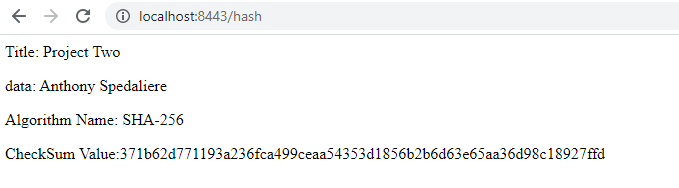 localhost:8443/hash
Title: Project Two
data: Anthony Spedaliere
Algorithm Name: SHA-256
CheckSum Value:371b62d771193a236fca499ceaa54353d1856b2b6d63e65aa36d98c18927ffd